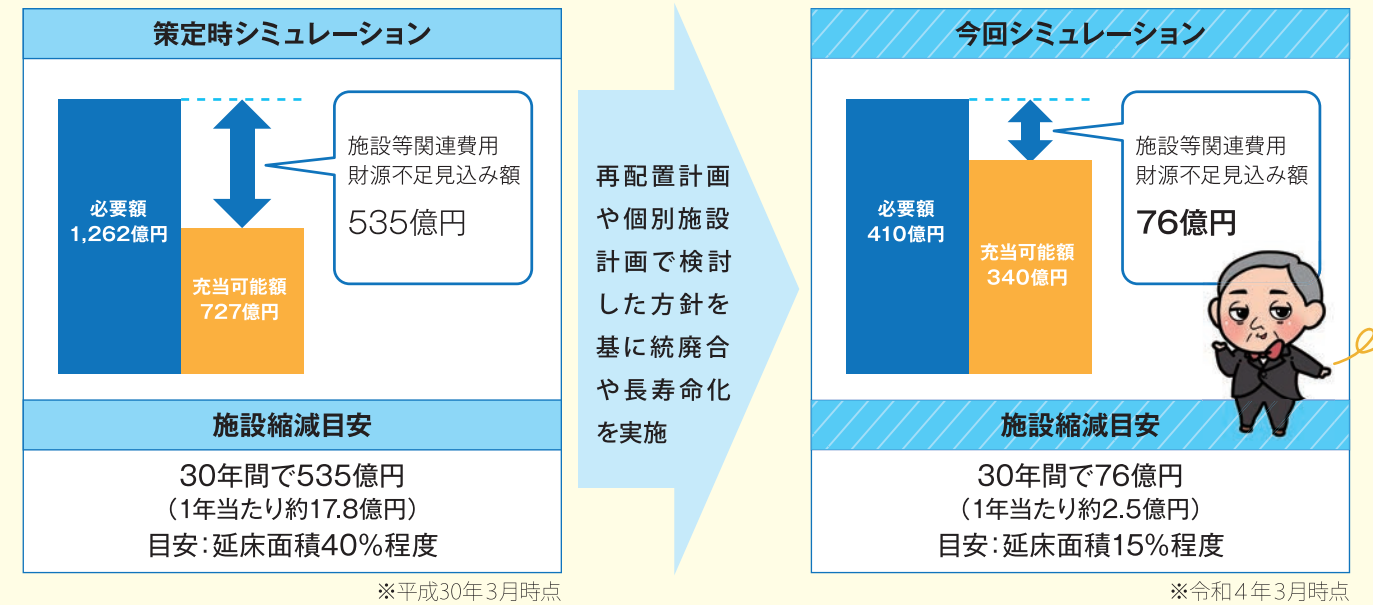 策定時シミュレーション
必要額
1,262億円
充当可能額
727億円
施設等関連費用
財源不足見込み額
535億円
施設縮減目安
30年間で535億円
（1年当たり約17.8億円）
目安：延床面積40％程度
※平成30年3月時点
再配置計画
や個別施設
計画で検討
した方針を
基に統廃合
や長寿命化
を実施
今回シミュレーション
必要額
410億円
充当可能額
340億円
施設等関連費用
財源不足見込み額
76億円
施設縮減目安
30年間で76億円
（1年当たり約2.5億円）
目安：延床面積15％程度
※令和4年3月時点